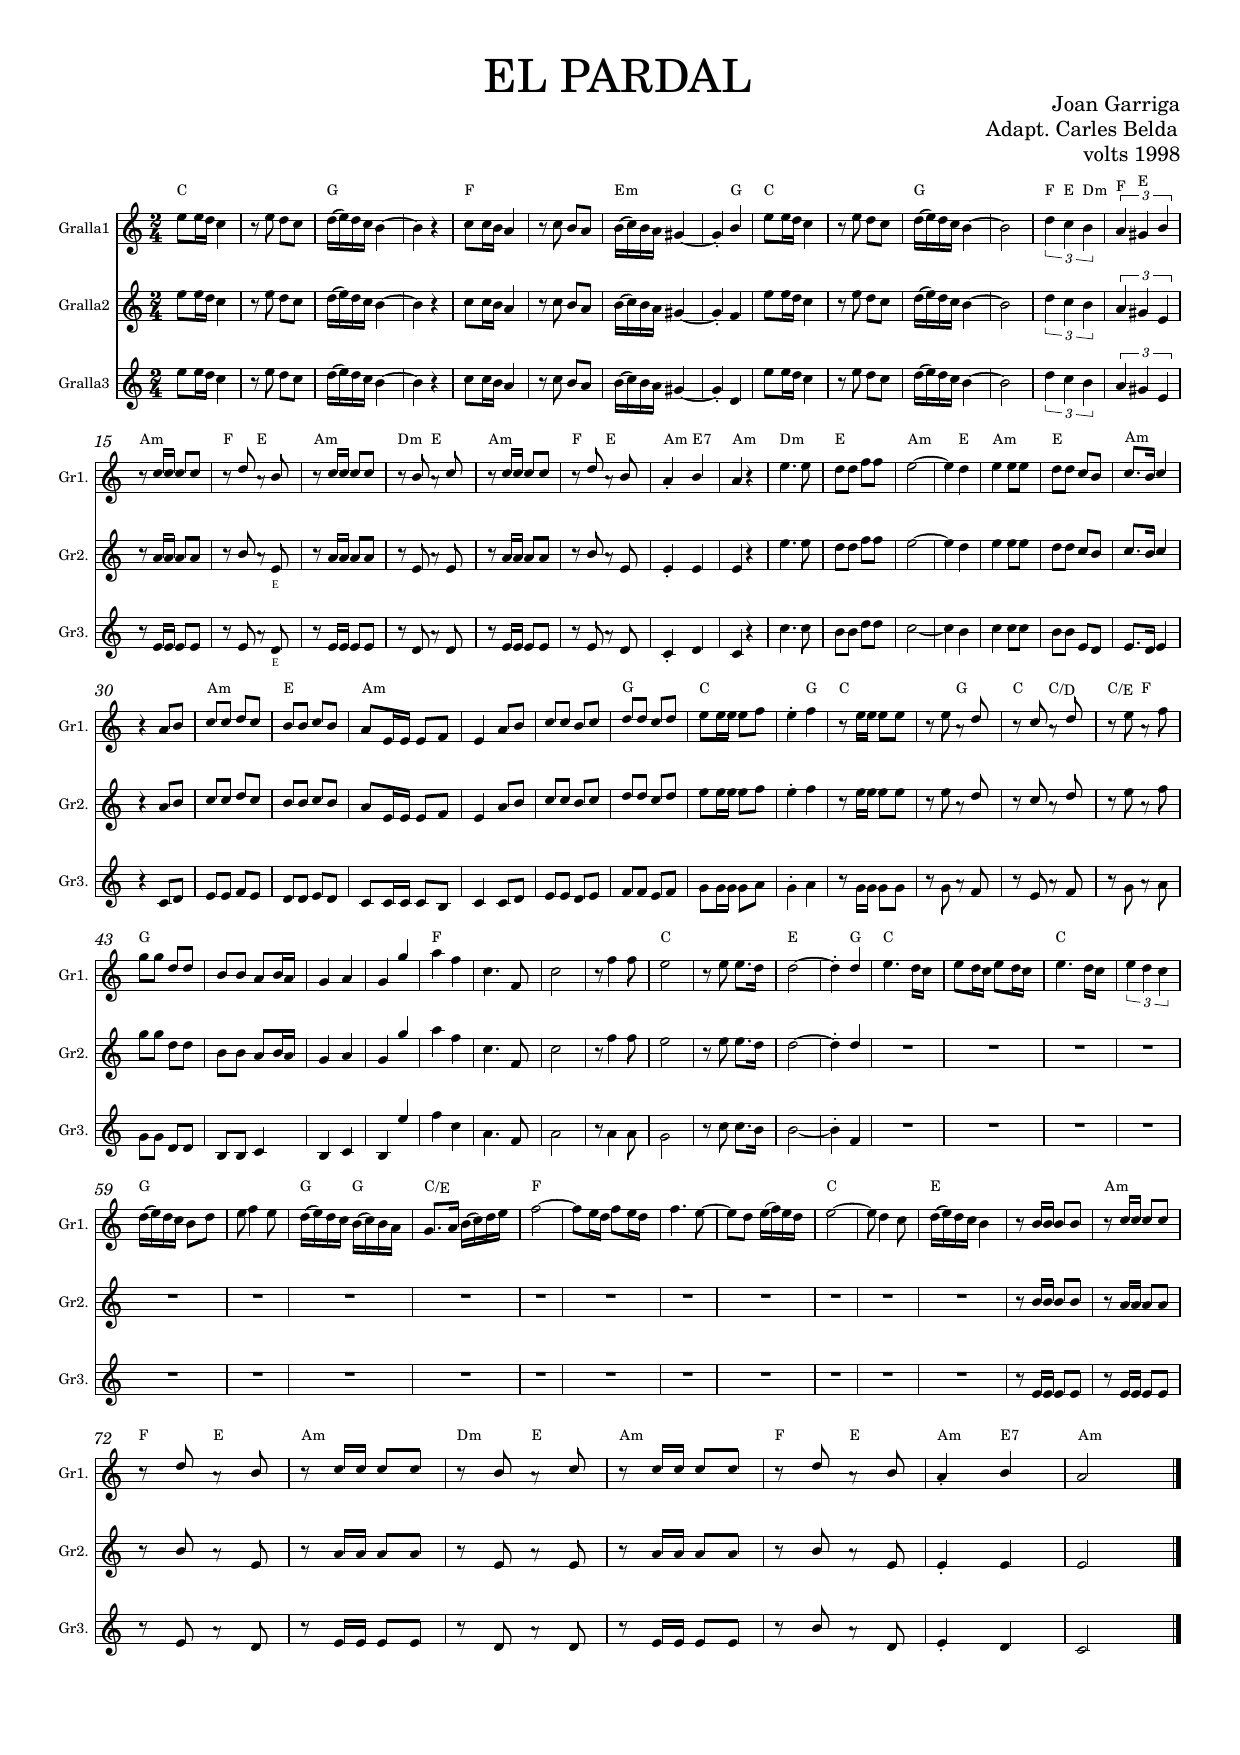 EL PARDAL
Joan Garriga
Adapt. Carles Belda
volts 1998
C G F Em G C G F E Dm F E
Gralla1
3 3
Gralla2
3 3
Gralla3
3 3
15 Am F E Am Dm E Am F E Am E7 Am Dm E Am E Am E Am
Gr1.
Gr2.
E
Gr3.
E
30 Am E Am G C G C G C C/D C/E F
Gr1.
Gr2.
Gr3.
43 G F C E G C C
Gr1.
3
Gr2.
Gr3.
59 G G G C/E F C E Am
Gr1.
Gr2.
Gr3.
72 F E Am Dm E Am F E Am E7 Am
Gr1.
Gr2.
Gr3.